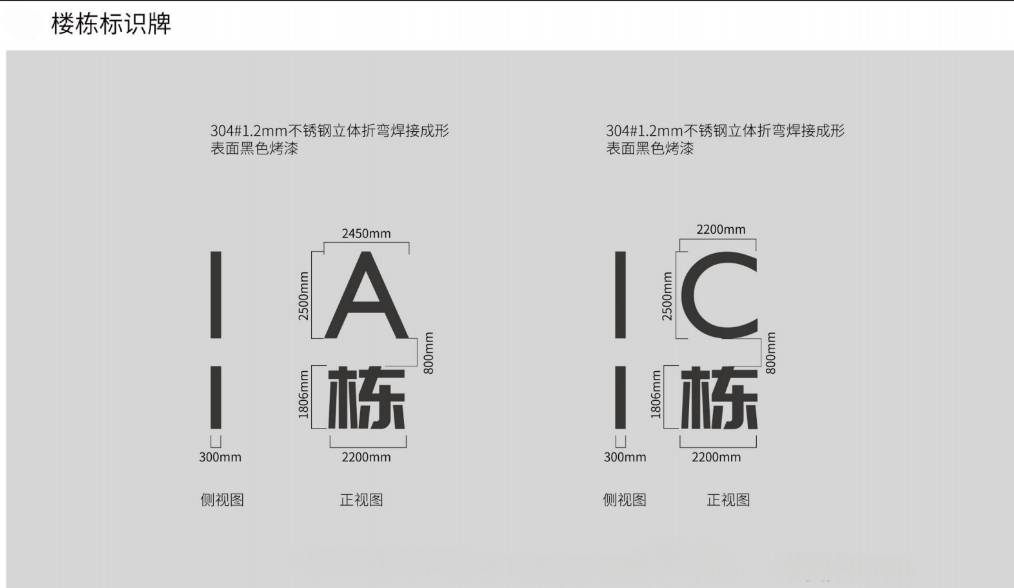 楼栋标识牌
304#1.2mm不锈钢立体折弯焊接成形
表面黑色烤漆
2450mm
2500mm
A
800mm
1806mm
栋
300mm
2200mm
侧视图
正视图
304#1.2mm不锈钢立体折弯焊接成形
表面黑色烤漆
2200mm
2500mm
C
800mm
1806mm
栋
300mm
2200mm
侧视图
正视图